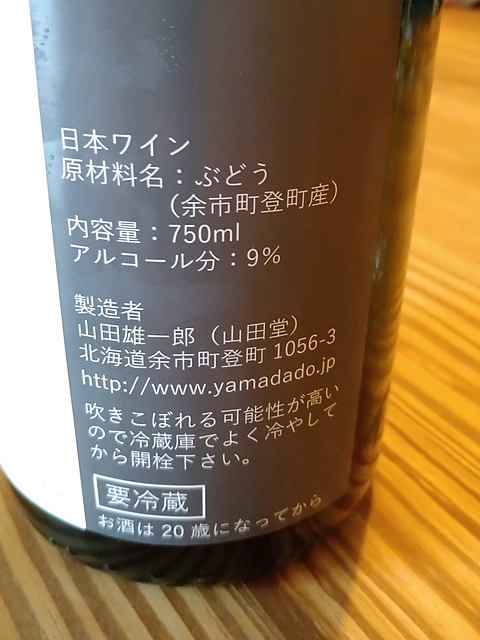 日本ワイン
原材料名：ぶどう
（余市町登町産）
内容量：750ml
アルコール分：9%
製造者
山田雄一郎（山田堂）
北海道余市町登町 1056-3
http://www.yamadado.jp
吹きこぼれる可能性が高い
ので冷蔵庫でよく冷やして
から開栓下さい。
要冷蔵
お酒は 20 歳になってから